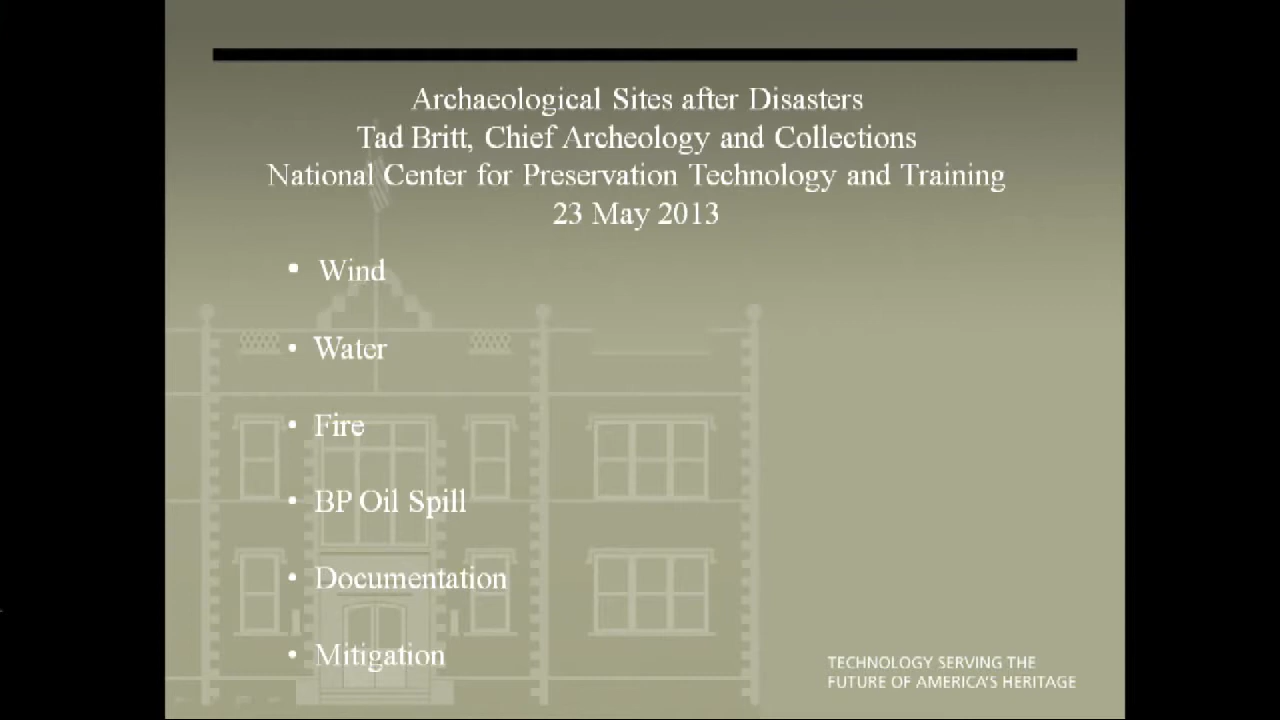 Archaeological Sites after Disasters
Tad Britt, Chief Archeology and Collections
National Center for Preservation Technology and Training
23 May 2013
• Wind
• Water
• Fire
• BP Oil Spill
• Documentation
• Mitigation
TECHNOLOGY SERVING THE
FUTURE OF AMERICA'S HERITAGE